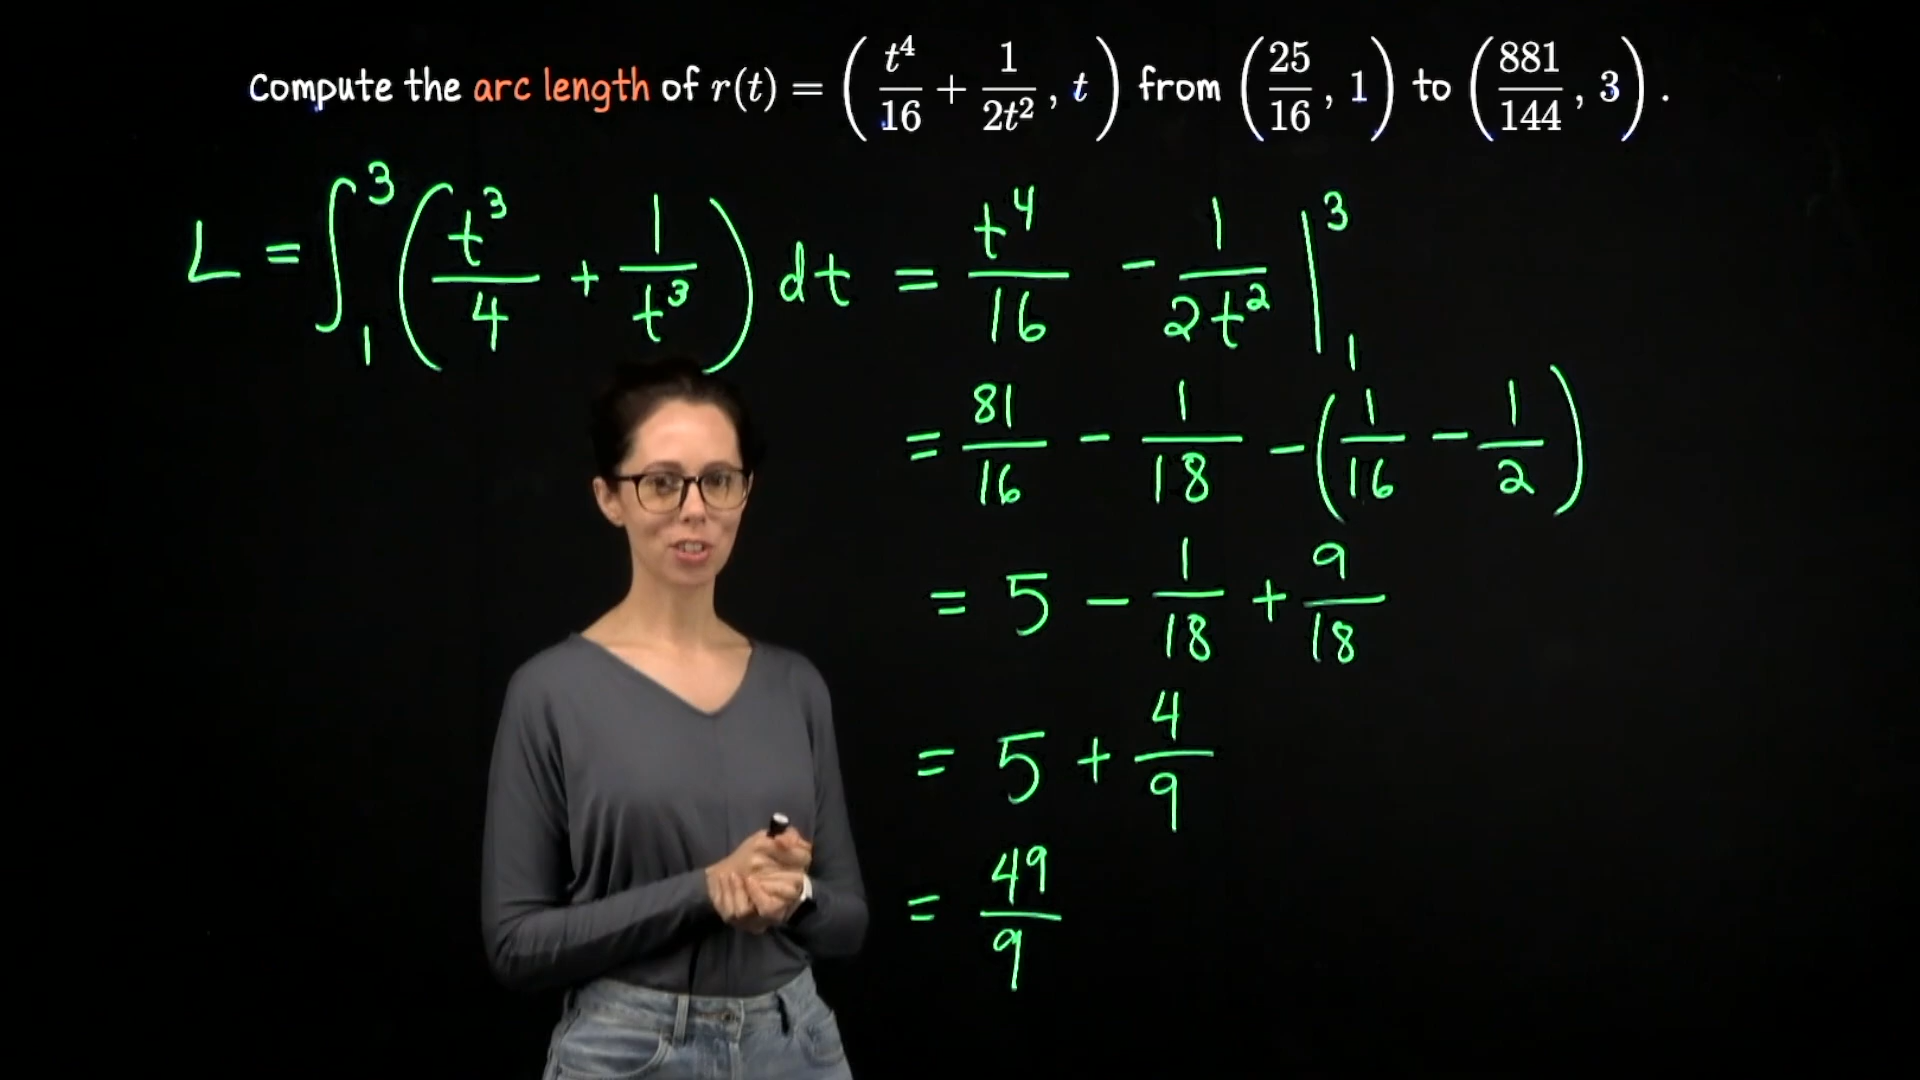 Compute the arc length of r(t) = ( t⁴/16 + 1/2t² , t ) from ( 25/16 , 1 ) to ( 881/144 , 3 ) .
L = ∫₁³ ( t³/4 + 1/t³ ) dt = t⁴/16 - 1/2t² |₁³
= 81/16 - 1/18 - ( 1/16 - 1/2 )
= 5 - 1/18 + 9/18
= 5 + 4/9
= 49/9